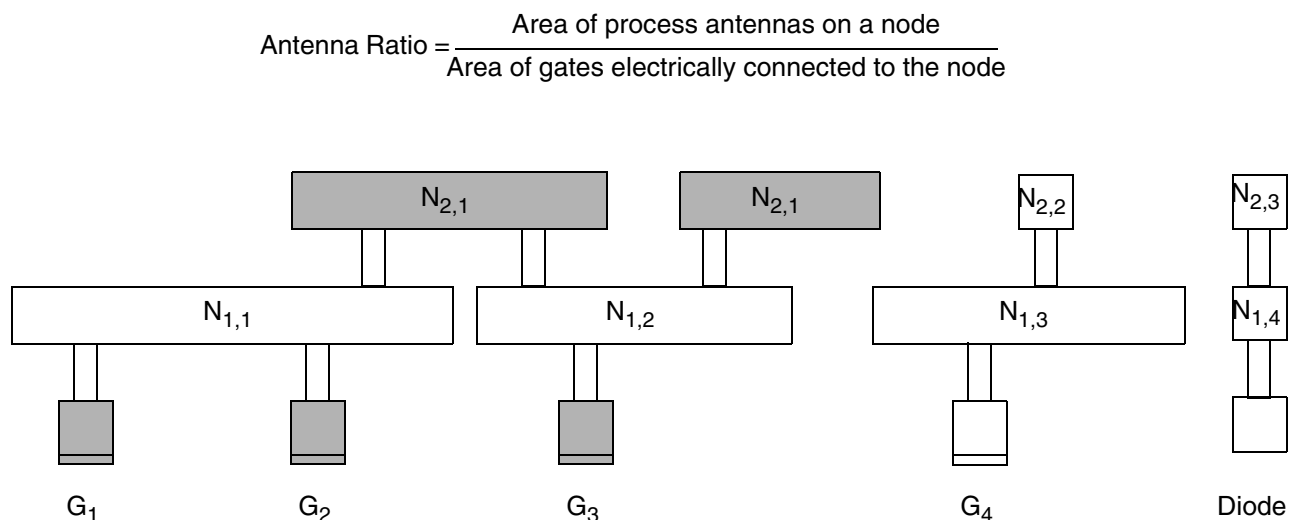 Antenna Ratio = Area of process antennas on a node
Area of gates electrically connected to the node
N2,1 N2,1 N2,2 N2,3
N1,1 N1,2 N1,3 N1,4
G1 G2 G3 G4 Diode